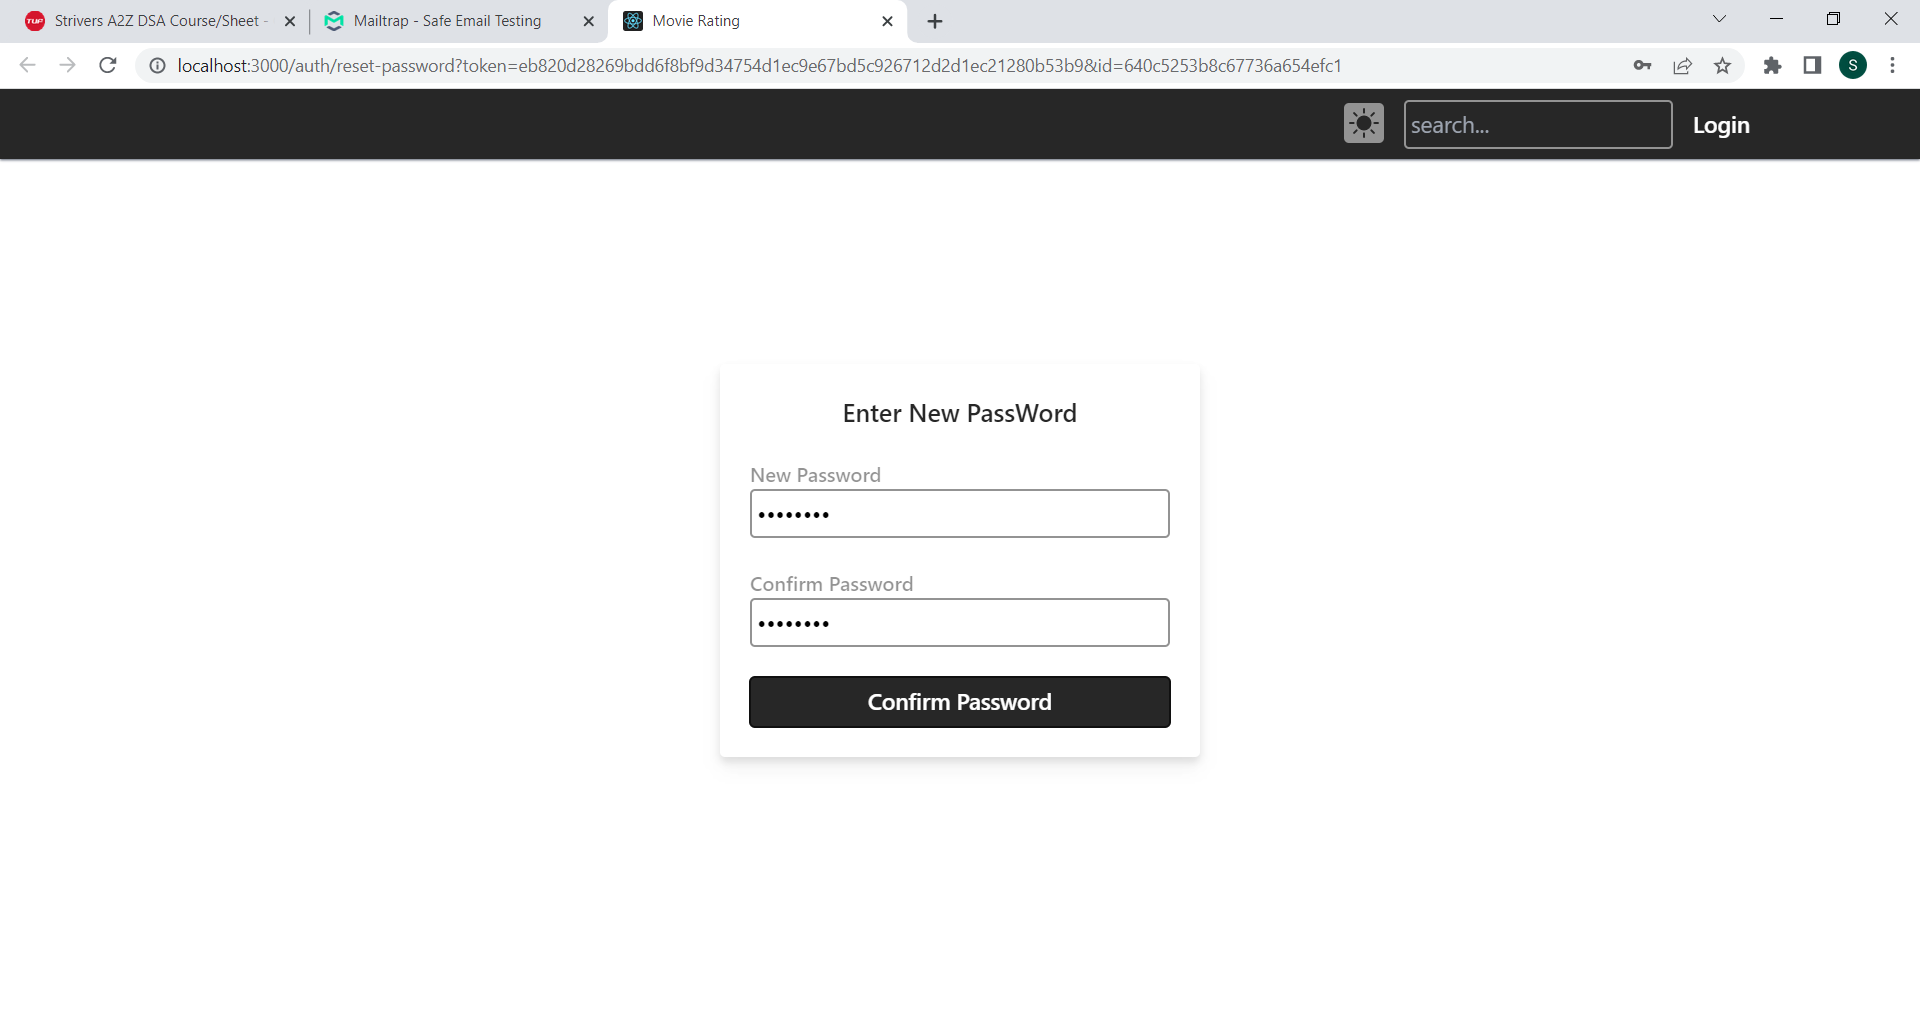 TUF Strivers A2Z DSA Course/Sheet -
Mailtrap - Safe Email Testing
Movie Rating
localhost:3000/auth/reset-password?token=eb820d28269bdd6f8bf9d34754d1ec9e67bd5c926712d2d1ec21280b53b9&id=640c5253b8c67736a654efc1
S
search...
Login
Enter New PassWord
New Password
••••••••
Confirm Password
••••••••
Confirm Password